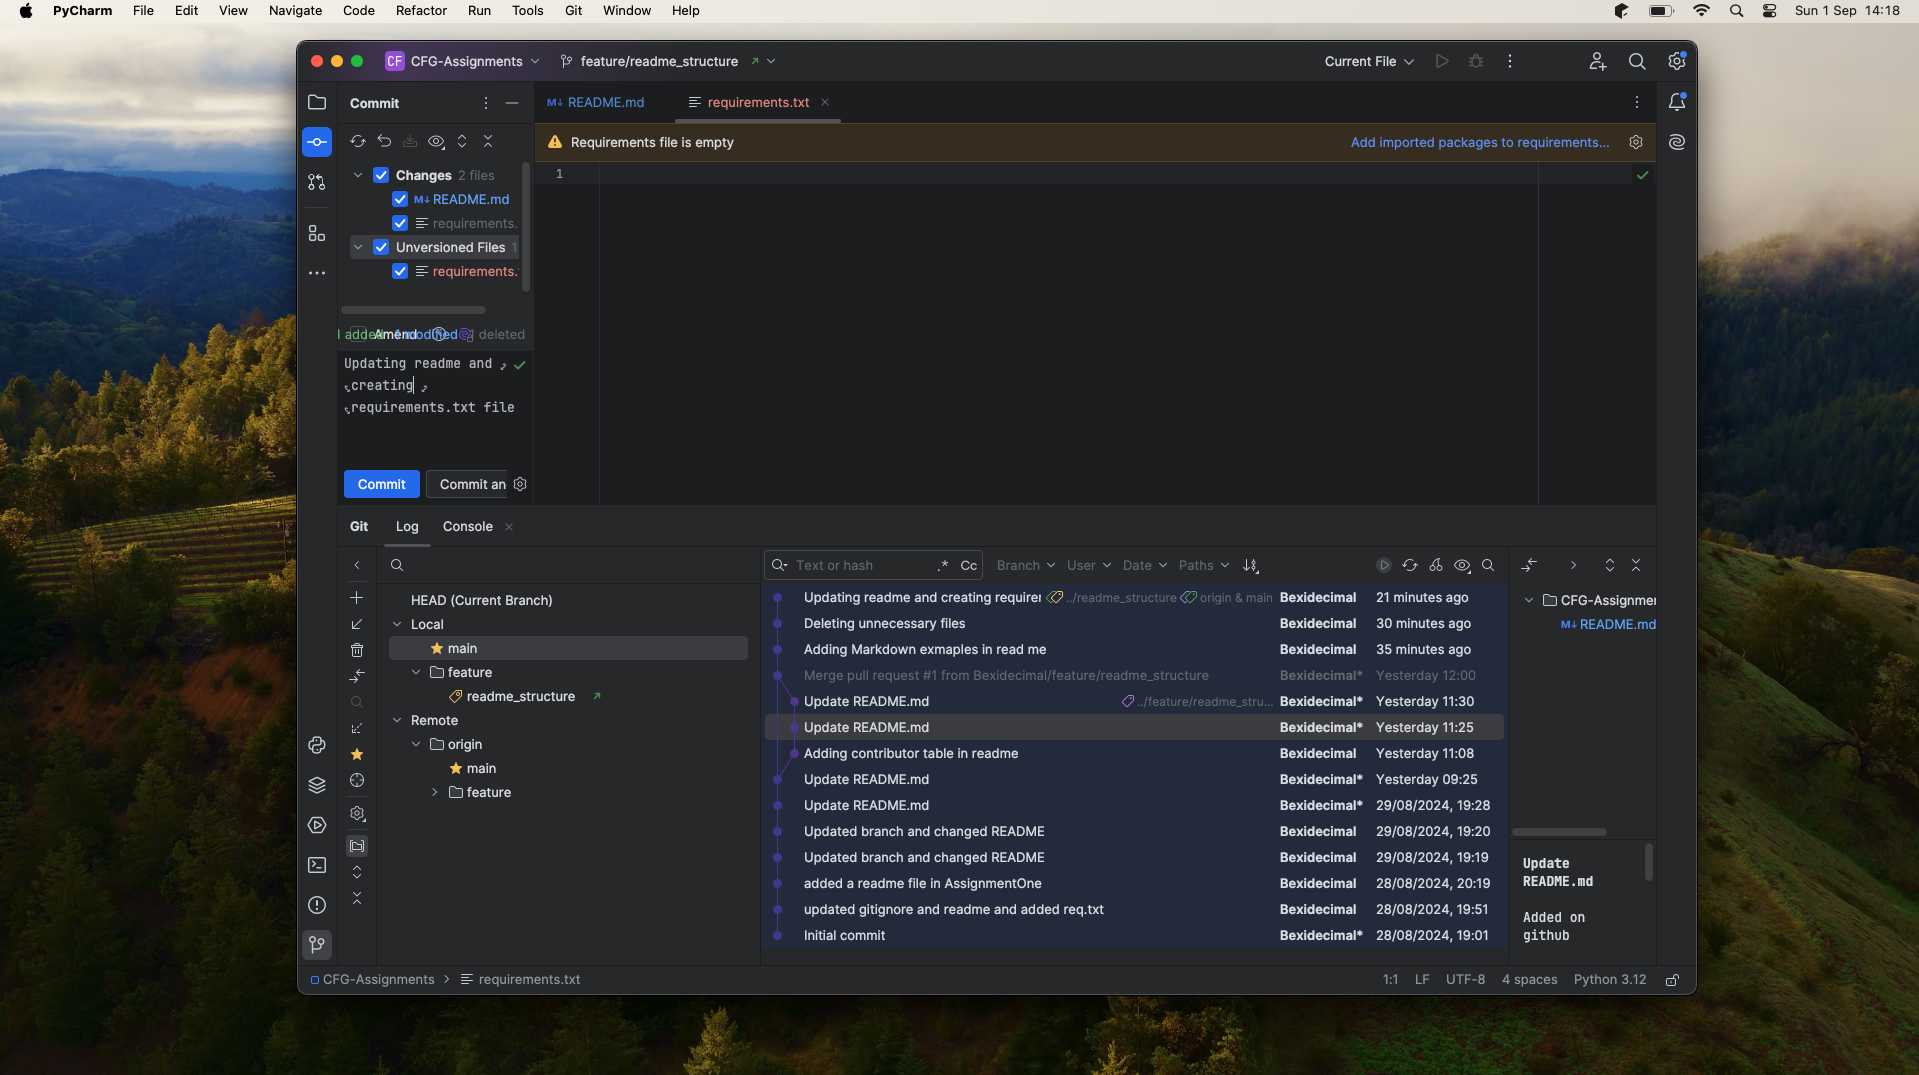 PyCharm File Edit View Navigate Code Refactor Run Tools Git Window Help Sun 1 Sep 14:18
CF CFG-Assignments feature/readme_structure Current File
Commit
README.md requirements.txt
Requirements file is empty Add imported packages to requirements...
Changes 2 files
README.md
requirements.
Unversioned Files 1
requirements.
1
added Amend modified deleted
Updating readme and
creating
requirements.txt file
Commit Commit an
Git Log Console
Text or hash .* Cc Branch User Date Paths
HEAD (Current Branch)
Local
main
feature
readme_structure
Remote
origin
main
feature
Updating readme and creating requirer ../readme_structure origin & main Bexidecimal 21 minutes ago
Deleting unnecessary files Bexidecimal 30 minutes ago
Adding Markdown exmaples in read me Bexidecimal 35 minutes ago
Merge pull request #1 from Bexidecimal/feature/readme_structure Bexidecimal* Yesterday 12:00
Update README.md ../feature/readme_stru... Bexidecimal* Yesterday 11:30
Update README.md Bexidecimal* Yesterday 11:25
Adding contributor table in readme Bexidecimal* Yesterday 11:08
Update README.md Bexidecimal* Yesterday 09:25
Update README.md Bexidecimal* 29/08/2024, 19:28
Updated branch and changed README Bexidecimal 29/08/2024, 19:20
Updated branch and changed README Bexidecimal 29/08/2024, 19:19
added a readme file in AssignmentOne Bexidecimal 28/08/2024, 20:19
updated gitignore and readme and added req.txt Bexidecimal 28/08/2024, 19:51
Initial commit Bexidecimal* 28/08/2024, 19:01
CFG-Assignmer
README.md
Update
README.md
Added on
github
CFG-Assignments > requirements.txt 1:1 LF UTF-8 4 spaces Python 3.12